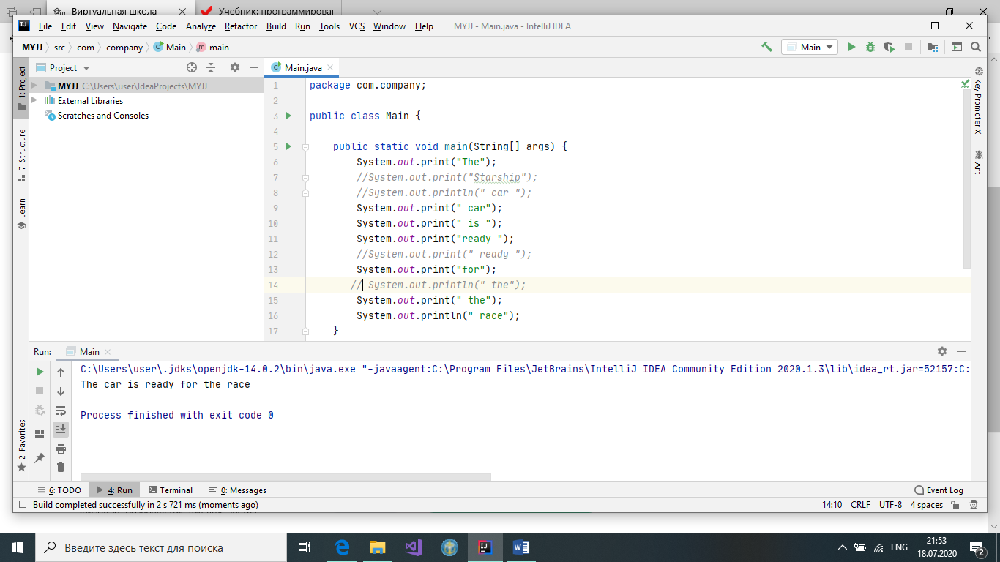 Виртуальная школа
Учебник: программирован
File Edit View Navigate Code Analyze Refactor Build Run Tools VCS Window Help MYJJ - Main.java - IntelliJ IDEA
MYJJ src com company Main main
Main
Project
Main.java
1: Project
7: Structure
Learn
2: Favorites
MYJJ C:\Users\user\IdeaProjects\MYJJ
External Libraries
Scratches and Consoles
1 package com.company;
2
3 public class Main {
4
5 public static void main(String[] args) {
6 System.out.print("The");
7 //System.out.print("Starship");
8 //System.out.println(" car ");
9 System.out.print(" car");
10 System.out.print(" is ");
11 System.out.print("ready ");
12 //System.out.print(" ready ");
13 System.out.print("for");
14 // System.out.println(" the");
15 System.out.print(" the");
16 System.out.println(" race");
17 }
Key Promoter X
Ant
Run: Main
C:\Users\user\.jdks\openjdk-14.0.2\bin\java.exe "-javaagent:C:\Program Files\JetBrains\IntelliJ IDEA Community Edition 2020.1.3\lib\idea_rt.jar=52157:C:
The car is ready for the race
Process finished with exit code 0
6: TODO 4: Run Terminal 0: Messages Event Log
Build completed successfully in 2 s 721 ms (moments ago) 14:10 CRLF UTF-8 4 spaces
Введите здесь текст для поиска
ENG
21:53
18.07.2020
2